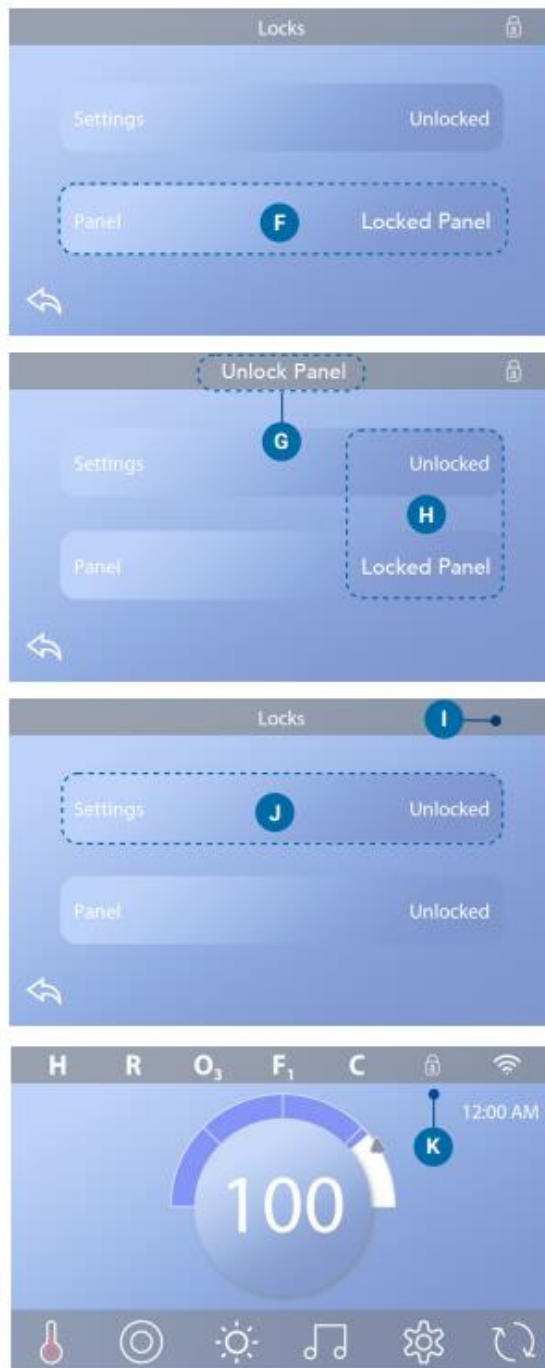 Locks
Settings Unlocked
Panel F Locked Panel
Unlock Panel
G
Settings Unlocked
H
Panel Locked Panel
Locks I
Settings J Unlocked
Panel Unlocked
H R O₃ F₁ C
12:00 AM
K
100